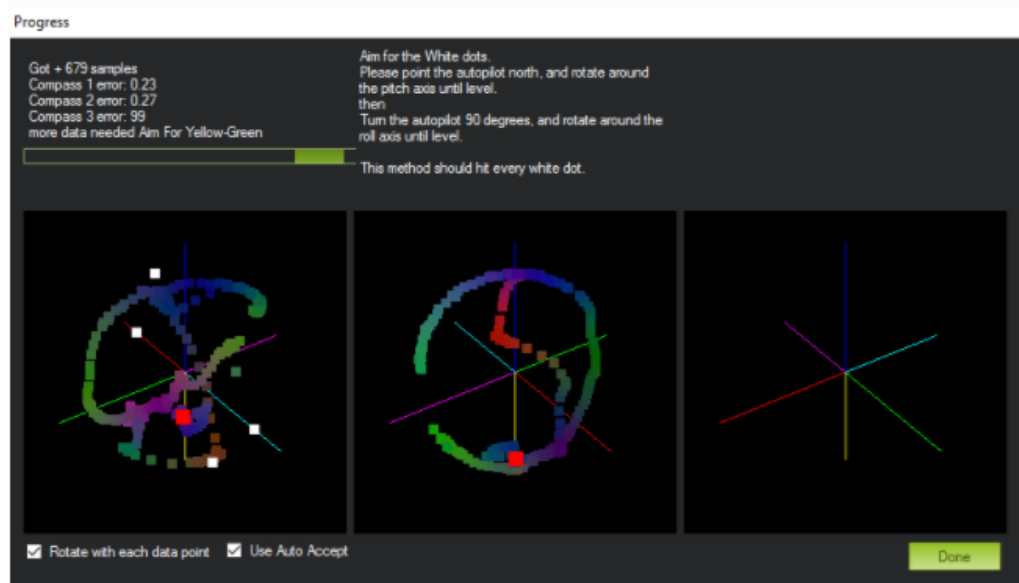 Progress
Got + 679 samples
Compass 1 error: 0.23
Compass 2 error: 0.27
Compass 3 error: 99
more data needed Aim For Yellow-Green
Aim for the White dots.
Please point the autopilot north, and rotate around
the pitch axis until level.
then
Turn the autopilot 90 degrees, and rotate around the
roll axis until level.
This method should hit every white dot.
Rotate with each data point
Use Auto Accept
Done